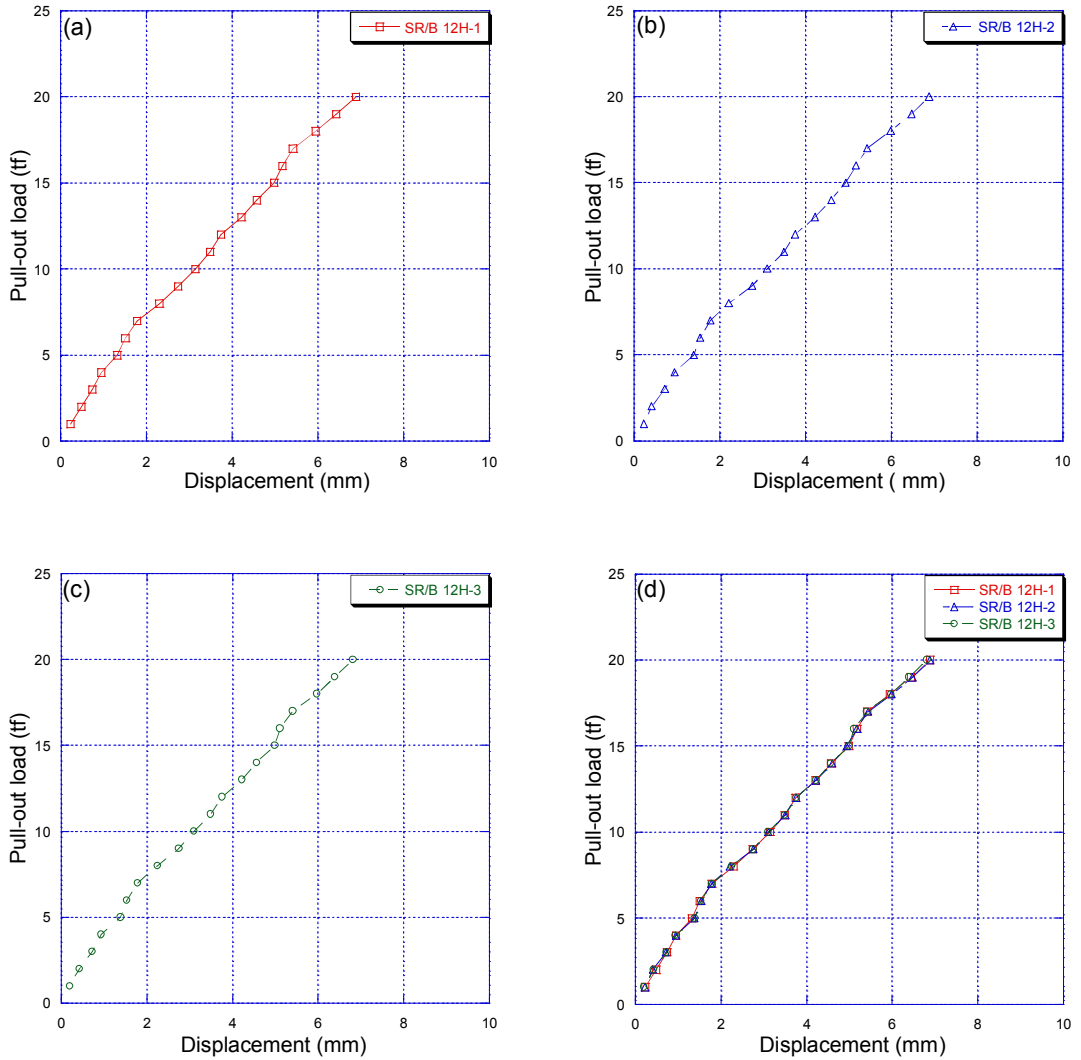 (a)
SR/B 12H-1
25
20
15
10
5
0
Pull-out load (tf)
0 2 4 6 8 10
Displacement (mm)
(b)
SR/B 12H-2
25
20
15
10
5
0
Pull-out load (tf)
0 2 4 6 8 10
Displacement ( mm)
(c)
SR/B 12H-3
25
20
15
10
5
0
Pull-out load (tf)
0 2 4 6 8 10
Displacement (mm)
(d)
SR/B 12H-1
SR/B 12H-2
SR/B 12H-3
25
20
15
10
5
0
Pull-out load (tf)
0 2 4 6 8 10
Displacement (mm)